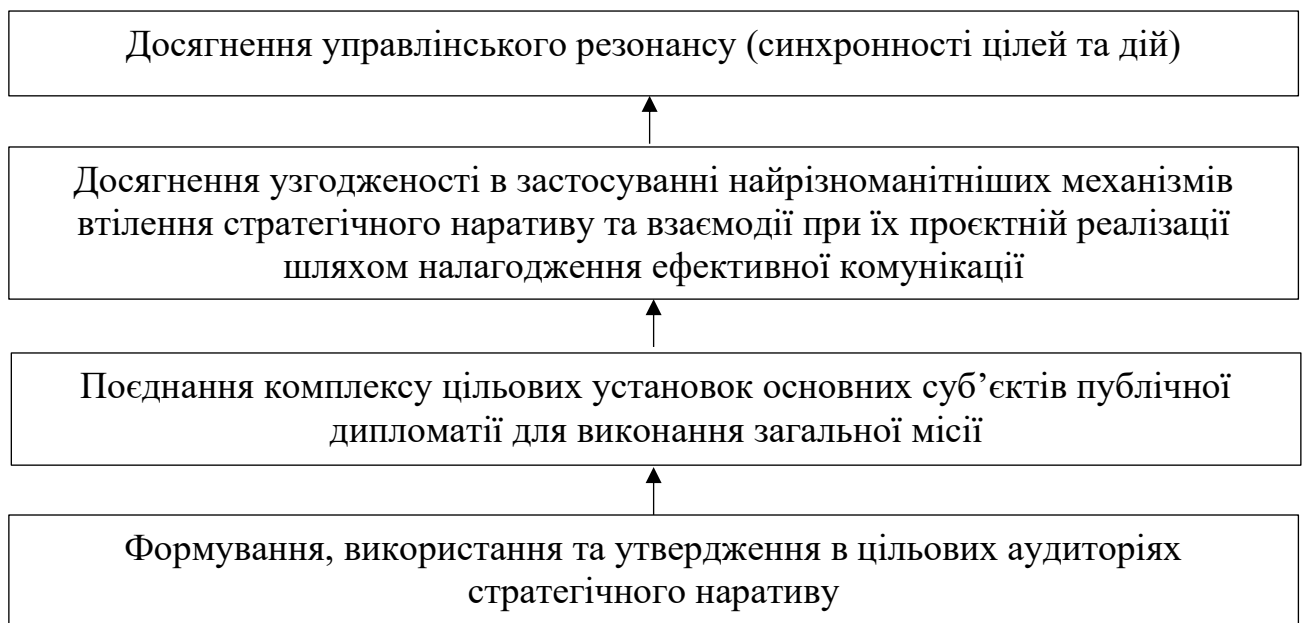 Досягнення управлінського резонансу (синхронності цілей та дій)
Досягнення узгодженості в застосуванні найрізноманітніших механізмів
втілення стратегічного наративу та взаємодії при їх проєктній реалізації
шляхом налагодження ефективної комунікації
Поєднання комплексу цільових установок основних суб’єктів публічної
дипломатії для виконання загальної місії
Формування, використання та утвердження в цільових аудиторіях
стратегічного наративу